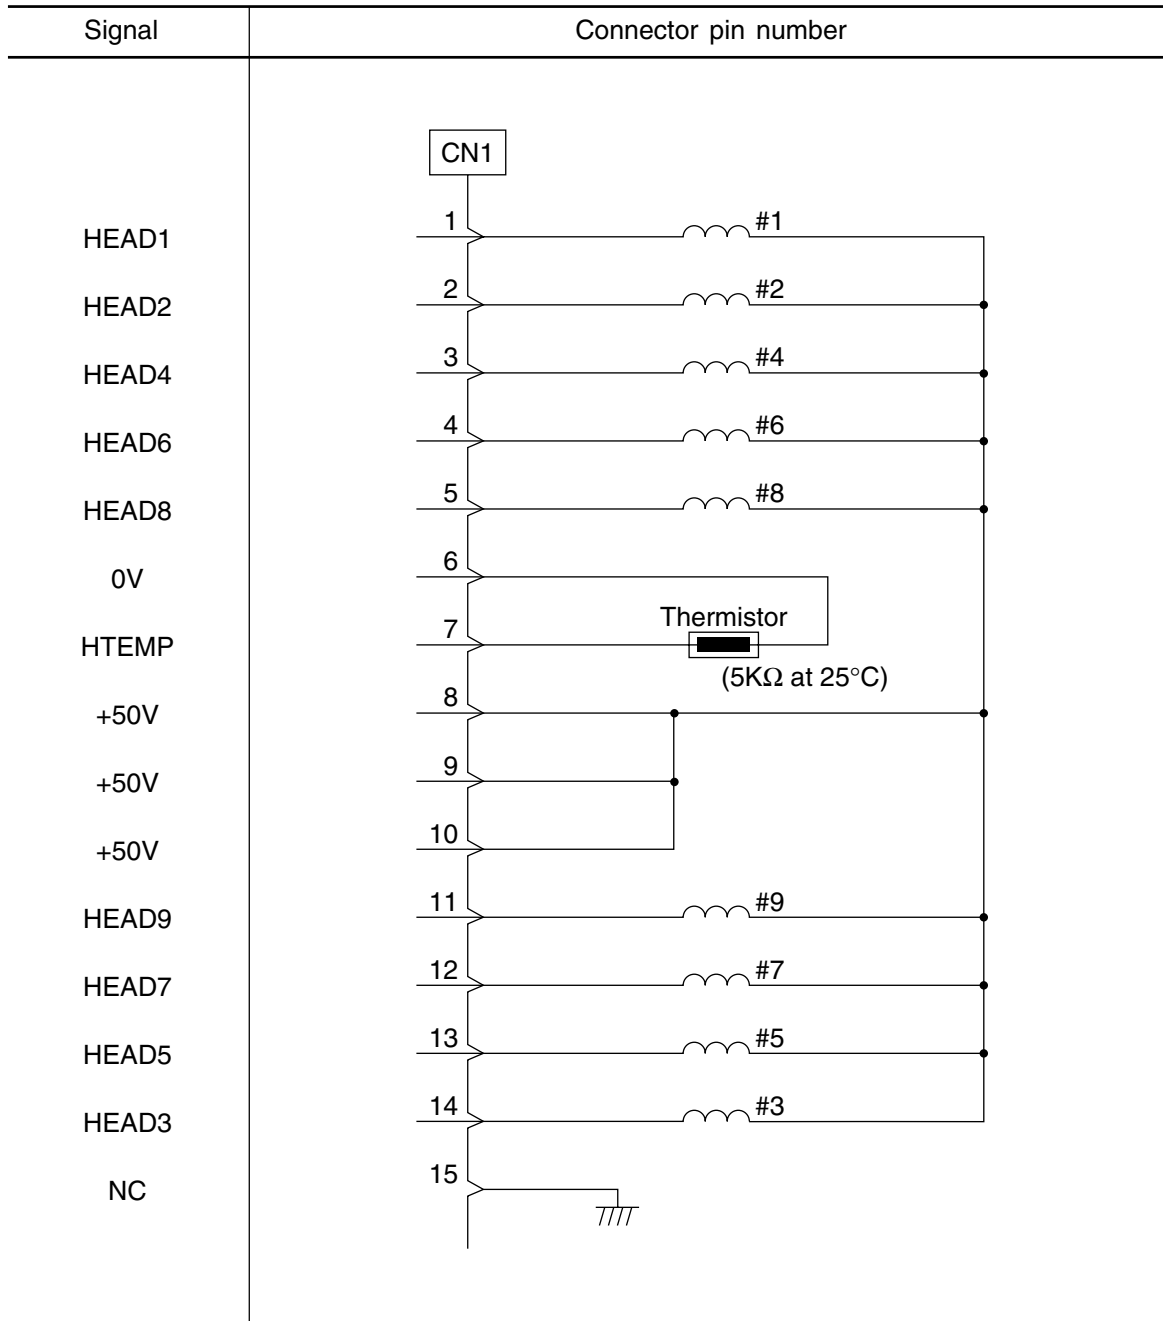 Signal Connector pin number
CN1
HEAD1 1 #1
HEAD2 2 #2
HEAD4 3 #4
HEAD6 4 #6
HEAD8 5 #8
0V 6
HTEMP 7 Thermistor
(5KΩ at 25°C)
+50V 8
+50V 9
+50V 10
HEAD9 11 #9
HEAD7 12 #7
HEAD5 13 #5
HEAD3 14 #3
NC 15